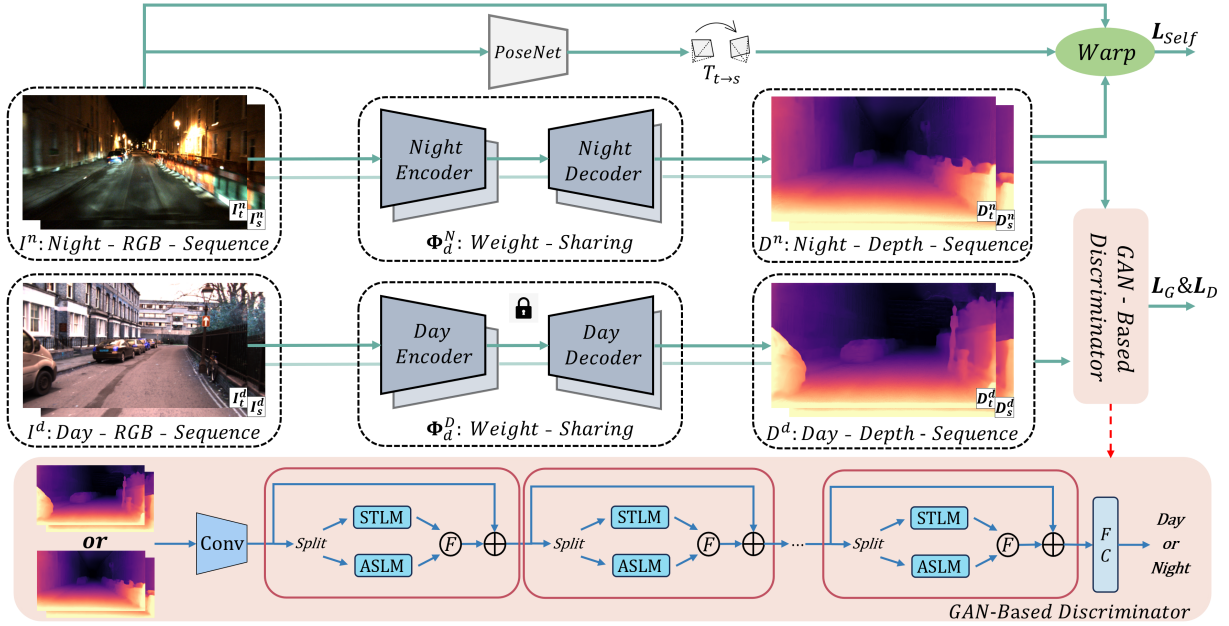 PoseNet
T_{t→s}
Warp
L_{Self}
I_t^n
I_s^n
I^n: Night - RGB - Sequence
Night
Encoder
Night
Decoder
Φ_d^N: Weight - Sharing
D_t^n
D_s^n
D^n: Night - Depth - Sequence
GAN - Based
Discriminator
L_G&L_D
I_t^d
I_s^d
I^d: Day - RGB - Sequence
Day
Encoder
Day
Decoder
Φ_d^D: Weight - Sharing
D_t^d
D_s^d
D^d: Day - Depth - Sequence
or
Conv
Split
STLM
ASLM
F
Split
STLM
ASLM
F
...
Split
STLM
ASLM
F
F
C
Day
or
Night
GAN-Based Discriminator